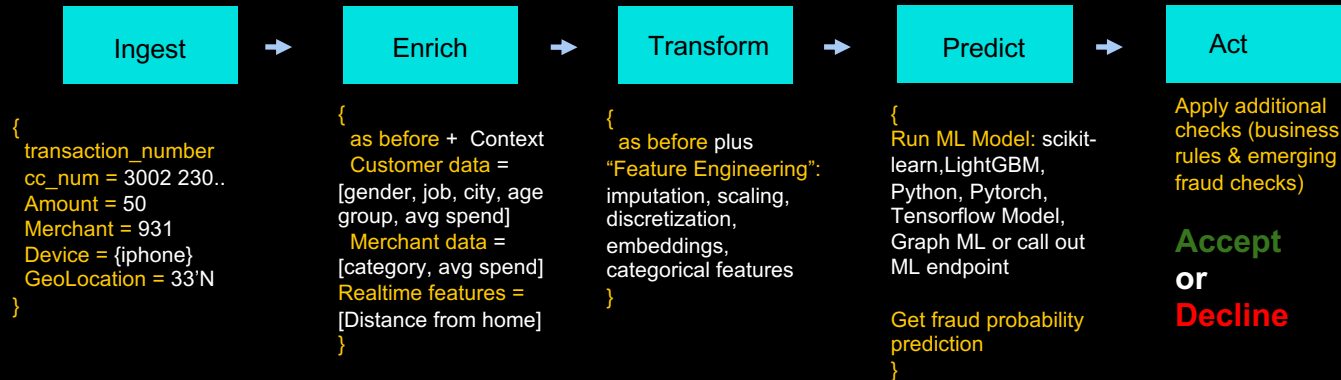 Ingest
Enrich
Transform
Predict
Act
{
transaction_number
cc_num = 3002 230..
Amount = 50
Merchant = 931
Device = {iphone}
GeoLocation = 33'N
}
{
as before + Context
Customer data =
[gender, job, city, age
group, avg spend]
Merchant data =
[category, avg spend]
Realtime features =
[Distance from home]
}
{
as before plus
“Feature Engineering”:
imputation, scaling,
discretization,
embeddings,
categorical features
}
{
Run ML Model: scikit-
learn,LightGBM,
Python, Pytorch,
Tensorflow Model,
Graph ML or call out
ML endpoint
Get fraud probability
prediction
}
Apply additional
checks (business
rules & emerging
fraud checks)
Accept
or
Decline